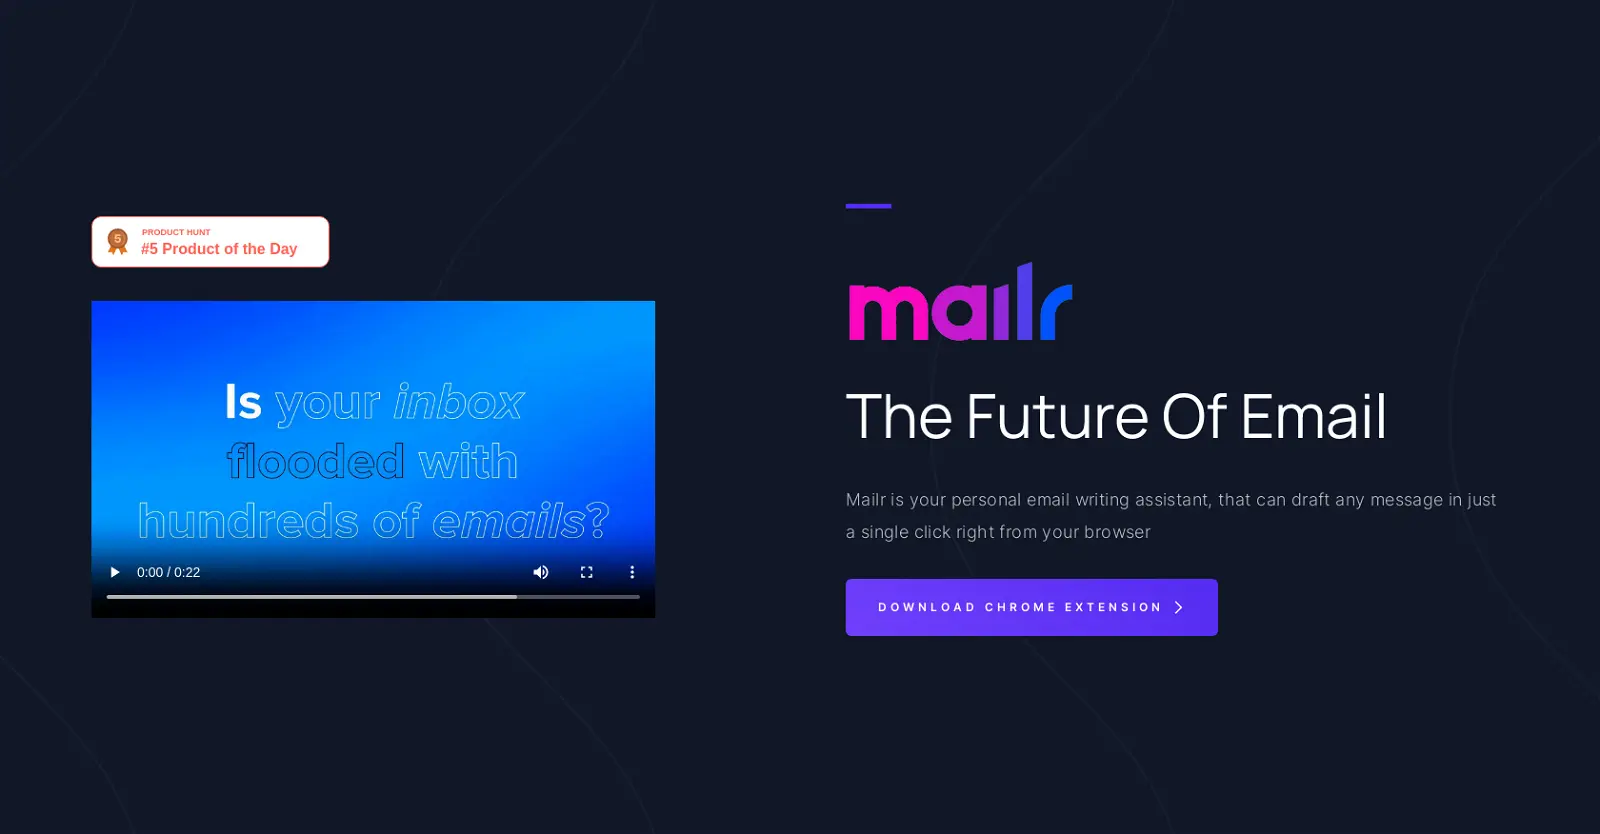 5
PRODUCT HUNT
#5 Product of the Day
Is your inbox
flooded with
hundreds of emails?
0:00 / 0:22
mailr
The Future Of Email
Mailr is your personal email writing assistant, that can draft any message in just
a single click right from your browser
DOWNLOAD CHROME EXTENSION